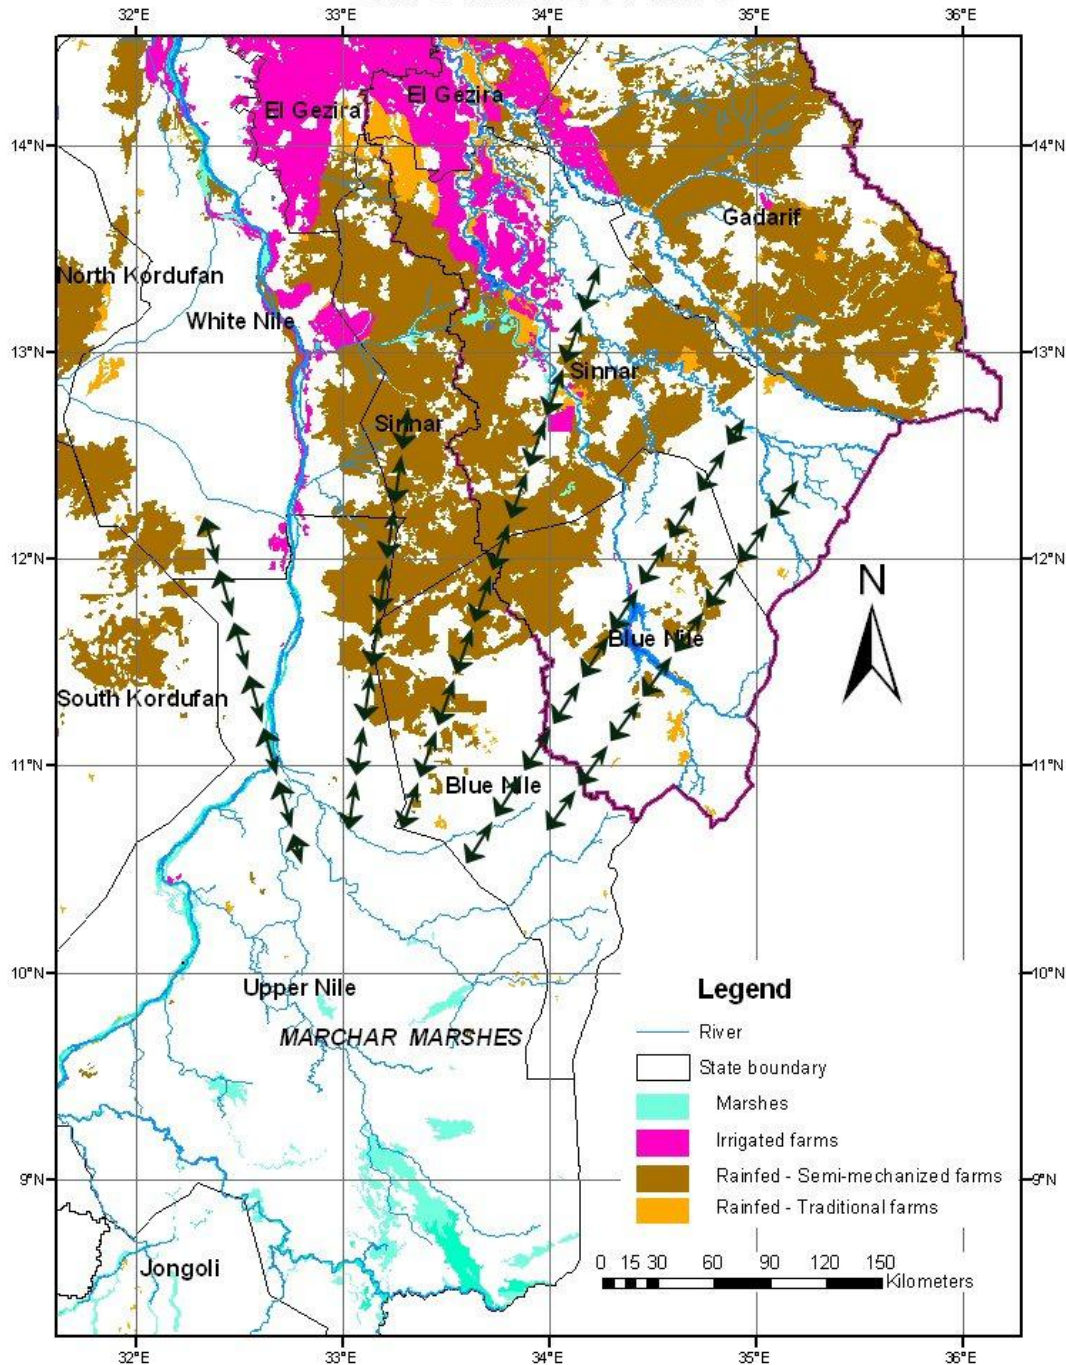 32°E 33°E 34°E 35°E 36°E
El Gezira
El Gezira
14°N 14°N
Gadarif
North Kordufan
White Nile
13°N 13°N
Sinnar
Sinnar
12°N 12°N
N
Blue Nile
South Kordufan
11°N 11°N
Blue Nile
10°N 10°N
Upper Nile
MARCHAR MARSHES
Legend
River
State boundary
Marshes
Irrigated farms
Rainfed - Semi-mechanized farms
Rainfed - Traditional farms
9°N 9°N
0 15 30 60 90 120 150
Kilometers
Jongoli
32°E 33°E 34°E 35°E 36°E